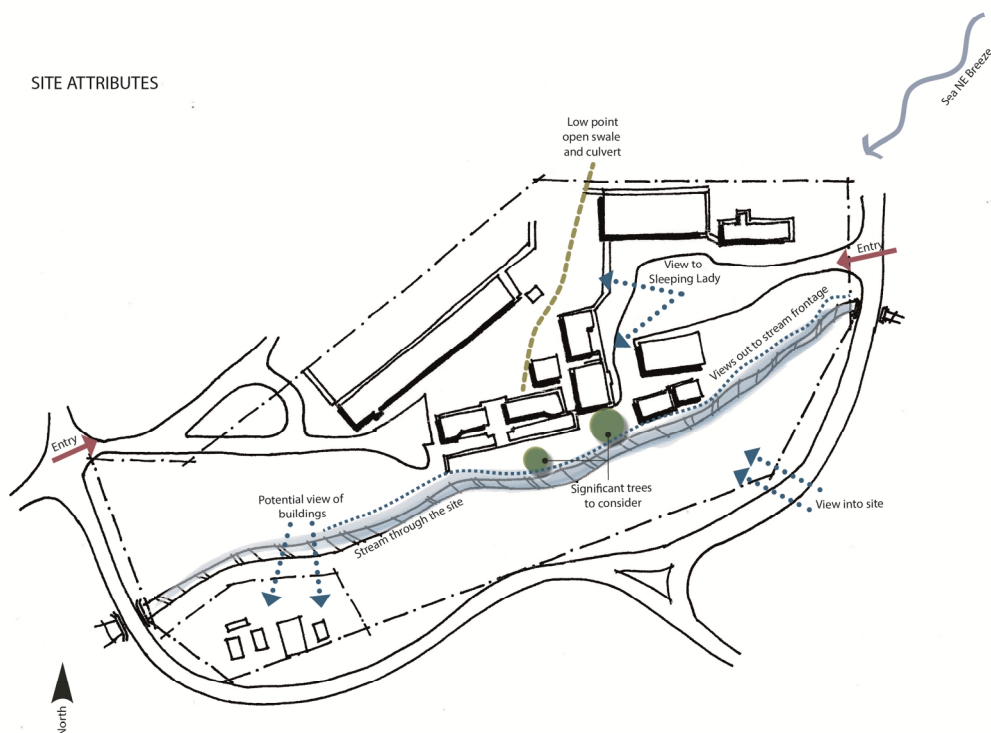 SITE ATTRIBUTES
Sea NE Breeze
Low point
open swale
and culvert
Entry
View to
Sleeping Lady
Views out to stream frontage
Entry
Significant trees
to consider
View into site
Potential view of
buildings
Stream through the site
North